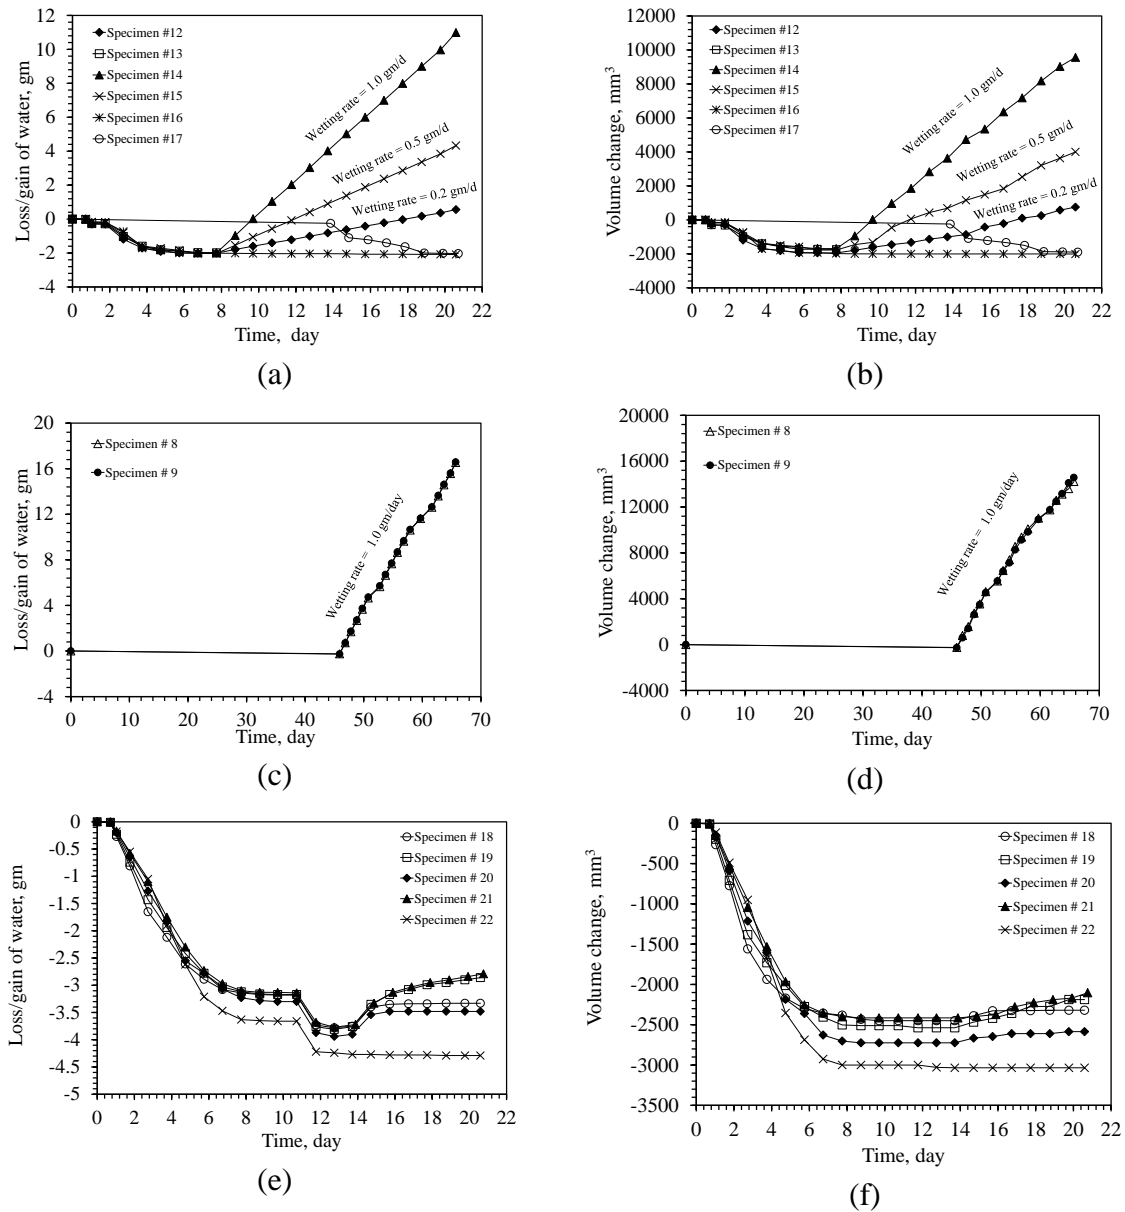 12
10
8
6
4
2
0
-2
-4
Loss/gain of water, gm
Specimen #12
Specimen #13
Specimen #14
Specimen #15
Specimen #16
Specimen #17
Wetting rate = 1.0 gm/d
Wetting rate = 0.5 gm/d
Wetting rate = 0.2 gm/d
0 2 4 6 8 10 12 14 16 18 20 22
Time, day
(a)
12000
10000
8000
6000
4000
2000
0
-2000
-4000
Volume change, mm³
Specimen #12
Specimen #13
Specimen #14
Specimen #15
Specimen #16
Specimen #17
Wetting rate = 1.0 gm/d
Wetting rate = 0.5 gm/d
Wetting rate = 0.2 gm/d
0 2 4 6 8 10 12 14 16 18 20 22
Time, day
(b)
20
16
12
8
4
0
-4
Loss/gain of water, gm
Specimen # 8
Specimen # 9
Wetting rate = 1.0 gm/day
0 10 20 30 40 50 60 70
Time, day
(c)
20000
16000
12000
8000
4000
0
-4000
Volume change, mm³
Specimen # 8
Specimen # 9
Wetting rate = 1.0 gm/day
0 10 20 30 40 50 60 70
Time, day
(d)
0
-0.5
-1
-1.5
-2
-2.5
-3
-3.5
-4
-4.5
-5
Loss/gain of water, gm
Specimen # 18
Specimen # 19
Specimen # 20
Specimen # 21
Specimen # 22
0 2 4 6 8 10 12 14 16 18 20 22
Time, day
(e)
0
-500
-1000
-1500
-2000
-2500
-3000
-3500
Volume change, mm³
Specimen # 18
Specimen # 19
Specimen # 20
Specimen # 21
Specimen # 22
0 2 4 6 8 10 12 14 16 18 20 22
Time, day
(f)